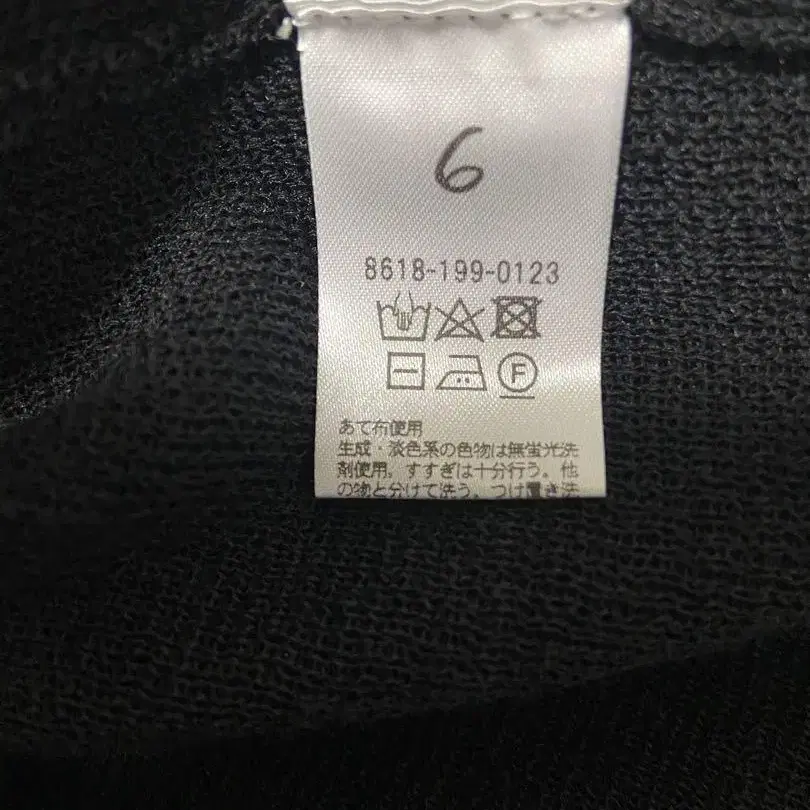 6
8618-199-0123
F
あて布使用
生成・淡色系の色物は無蛍光洗
剤使用。すすぎは十分行う。他
の物と分けて洗う。つけ置き洗